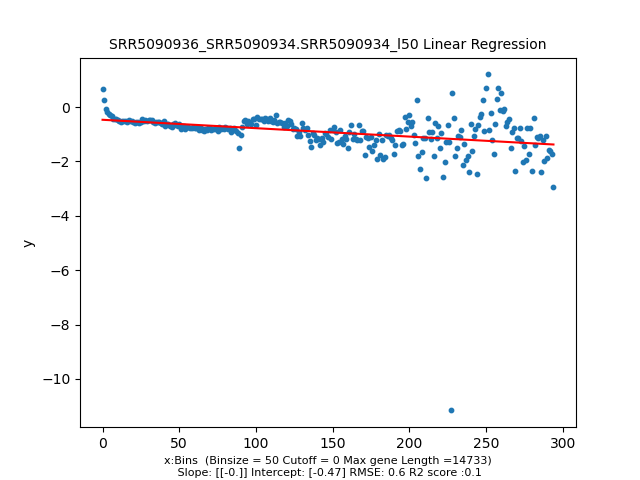 SRR5090936_SRR5090934.SRR5090934_l50 Linear Regression
0
−2
−4
−6
−8
−10
y
0 50 100 150 200 250 300
x:Bins (Binsize = 50 Cutoff = 0 Max gene Length =14733)
Slope: [[-0.]] Intercept: [-0.47] RMSE: 0.6 R2 score :0.1